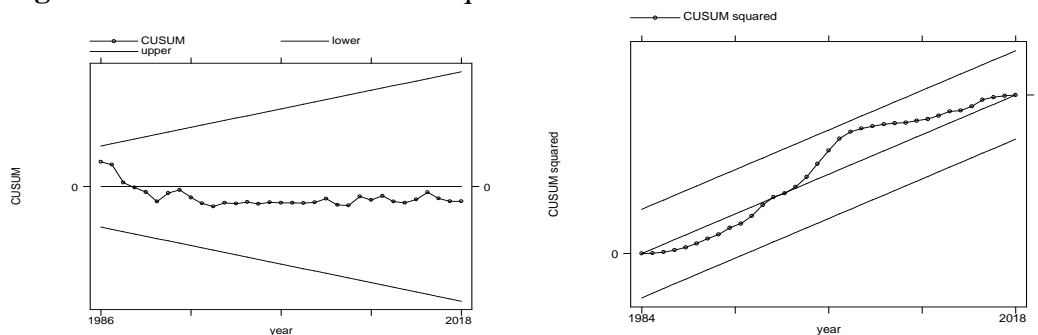 CUSUM
lower
upper
CUSUM
0
0
1986
2018
year
CUSUM squared
CUSUM squared
0
1984
2018
year